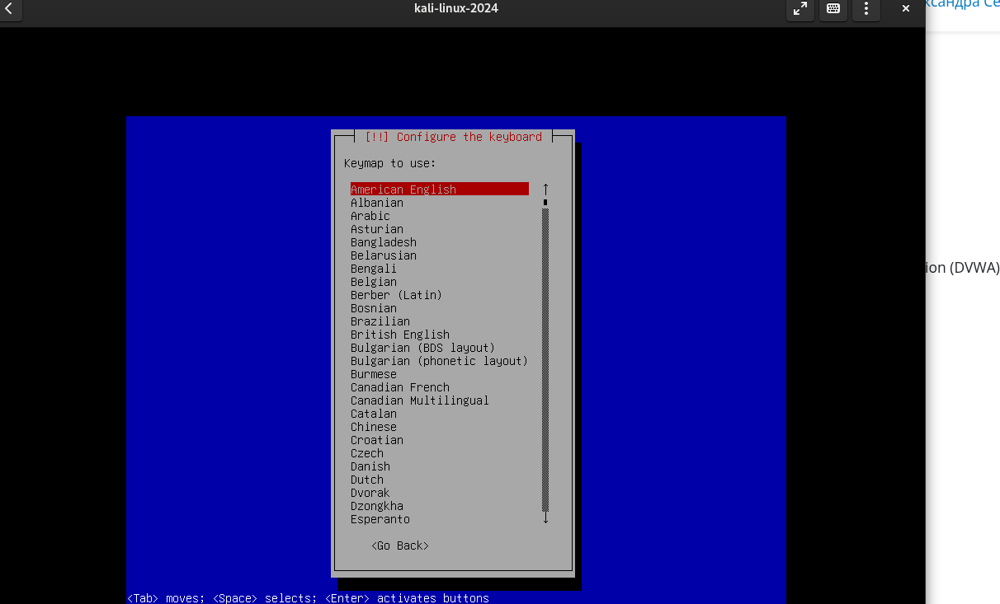 kali-linux-2024
ксандра Се
[!!] Configure the keyboard
Keymap to use:
American English
Albanian
Arabic
Asturian
Bangladesh
Belarusian
Bengali
Belgian
Berber (Latin)
Bosnian
Brazilian
British English
Bulgarian (BDS layout)
Bulgarian (phonetic layout)
Burmese
Canadian French
Canadian Multilingual
Catalan
Chinese
Croatian
Czech
Danish
Dutch
Dvorak
Dzongkha
Esperanto
<Go Back>
ion (DVWA)
<Tab> moves; <Space> selects; <Enter> activates buttons